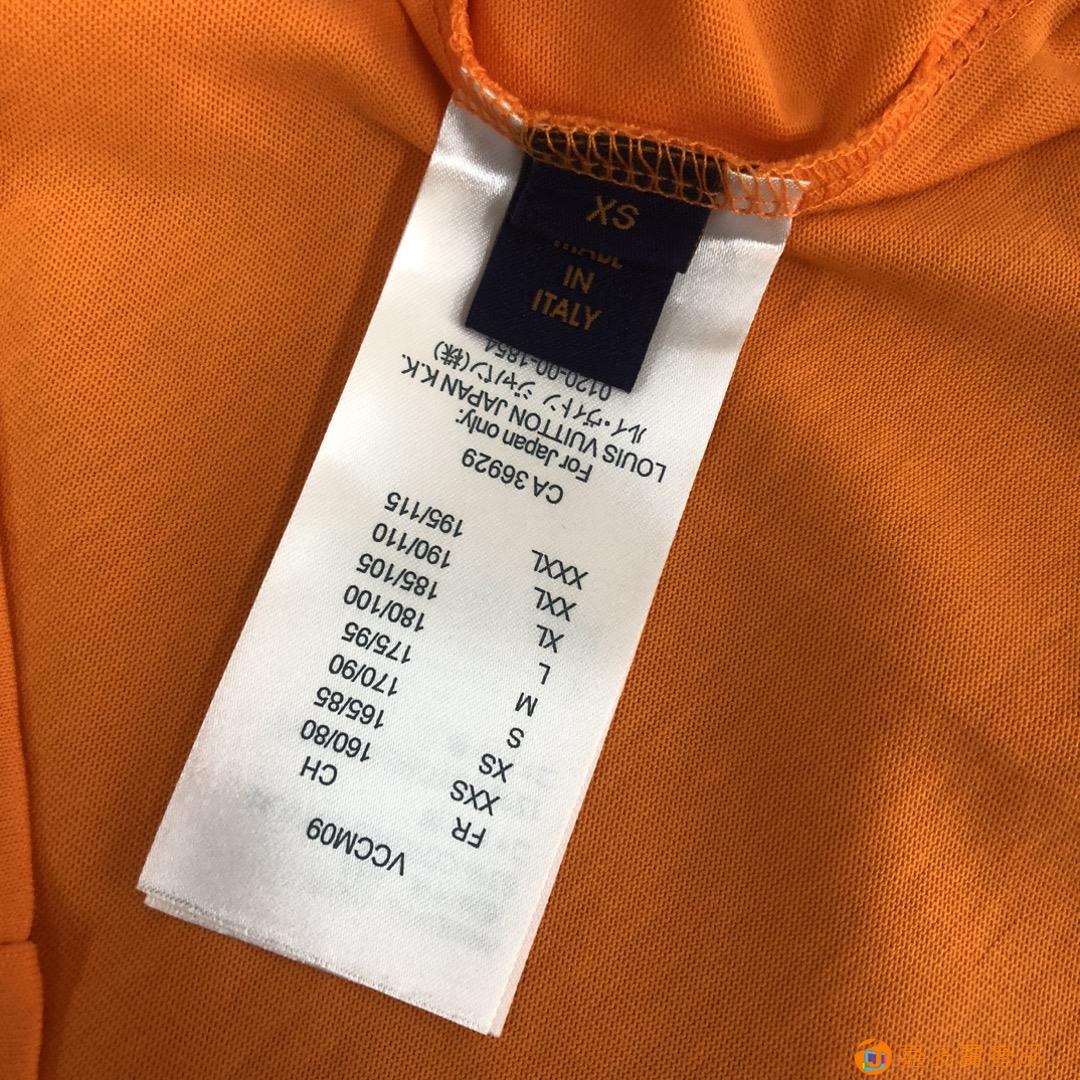 XS
MADE
IN
ITALY
VCCM09
FR CH
XXS 160/80
XS 165/85
S 170/90
M 175/95
L 180/100
XL 185/105
XXL 190/110
XXXL 195/115
CA 36929
For Japan only:
LOUIS VUITTON JAPAN K.K.
ルイ・ヴィトン ジャパン(株)
0120-00-1854